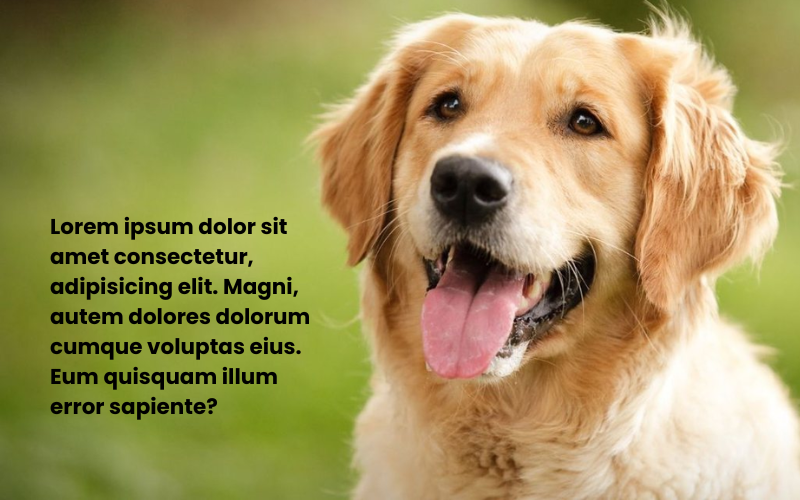 Lorem ipsum dolor sit
amet consectetur,
adipisicing elit. Magni,
autem dolores dolorum
cumque voluptas eius.
Eum quisquam illum
error sapiente?